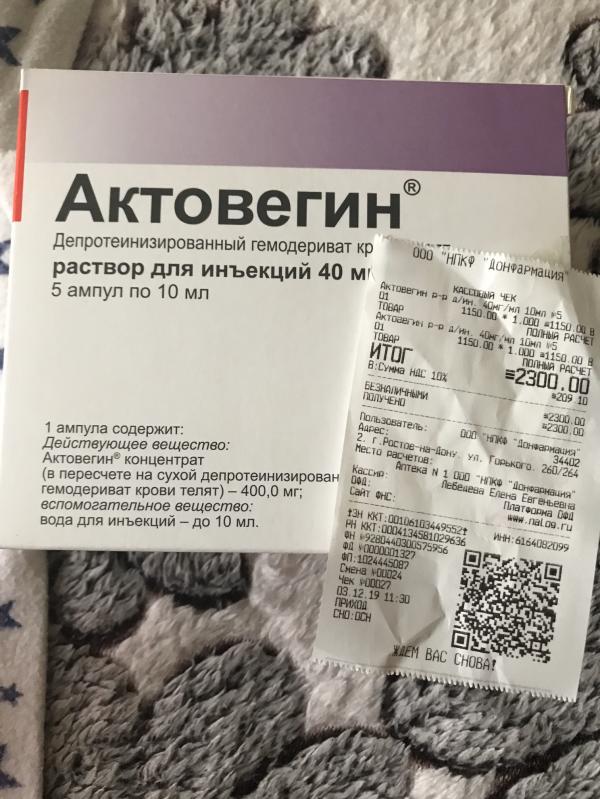 Актовегин®
Депротеинизированный гемодериват
раствор для инъекций 40
5 ампул по 10 мл
1 ампула содержит:
Действующее вещество:
Актовегин® концентрат
(в пересчете на сухой депротеинизирован
гемодериват крови телят) – 400,0 мг;
вспомогательное вещество:
вода для инъекций – до 10 мл.
ООО "НПКФ "Донфармация"
КАССОВЫЙ ЧЕК
Актовегин р-р д/ин. 40мг/мл 10мл №5
01 1150.00 * 1.000 ≡1150.00 В
ТОВАР ПОЛНЫЙ РАСЧЕТ
Актовегин р-р д/ин. 40мг/мл 10мл №5
01 1150.00 * 1.000 ≡1150.00 В
ТОВАР ПОЛНЫЙ РАСЧЕТ
ИТОГ ≡2300.00
В:Сумма НДС 10% ≡209.10
БЕЗНАЛИЧНЫМИ ≡2300.00
ПОЛУЧЕНО ≡2300.00
Пользователь: ООО "НПКФ "Донфармация"
Адрес: 34402
2. г.Ростов-на-Дону. ул. Горького. 260/264
Место расчетов:
Аптека N 1 ООО "НПКФ "Донфармация"
Кассир: Лебедева Елена Евгеньевна
ОФД: Платформа ОФД
Сайт ФНС: www.nalog.ru
ЗН ККТ:00106103449552
РН ККТ:0004134581029636 ИНН:6164082099
ФН №9280440300575956
ФД №0000001327
ФП:1024445087
Смена №00024
Чек №00027
03.12.19 11:30
ПРИХОД
СНО:ОСН
ЖДЕМ ВАС СНОВА!